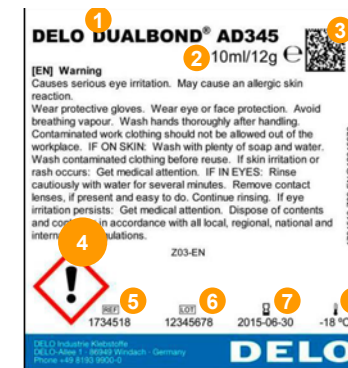 1
DELO DUALBOND® AD345
3
2 10ml/12g e
[EN] Warning
Causes serious eye irritation. May cause an allergic skin
reaction.
Wear protective gloves. Wear eye or face protection. Avoid
breathing vapour. Wash hands thoroughly after handling.
Contaminated work clothing should not be allowed out of the
workplace. IF ON SKIN: Wash with plenty of soap and water.
Wash contaminated clothing before reuse. If skin irritation or
rash occurs: Get medical attention. IF IN EYES: Rinse
cautiously with water for several minutes. Remove contact
lenses, if present and easy to do. Continue rinsing. If eye
irritation persists: Get medical attention. Dispose of contents
and in accordance with all local, regional, national and
Z03-EN
4
5 6 7
REF LOT
1734518 12345678 2015-06-30 -18 °C
DELO Industrie Klebstoffe
DELO-Allee 1 · 86949 Windach · Germany
Phone +49 8193 9900-0
DELO